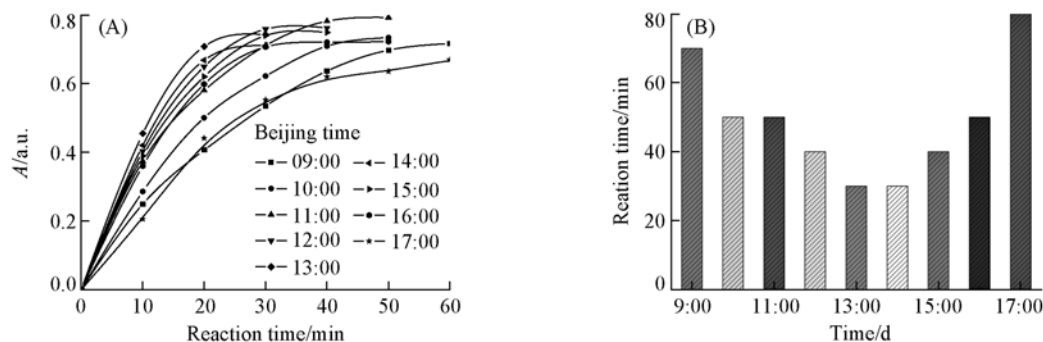 (A)
A/a.u.
0.8
0.6
0.4
0.2
0.0
0 10 20 30 40 50 60
Reaction time/min
Beijing time
09:00
10:00
11:00
12:00
13:00
14:00
15:00
16:00
17:00
(B)
Reation time/min
80
60
40
20
0
9:00 11:00 13:00 15:00 17:00
Time/d